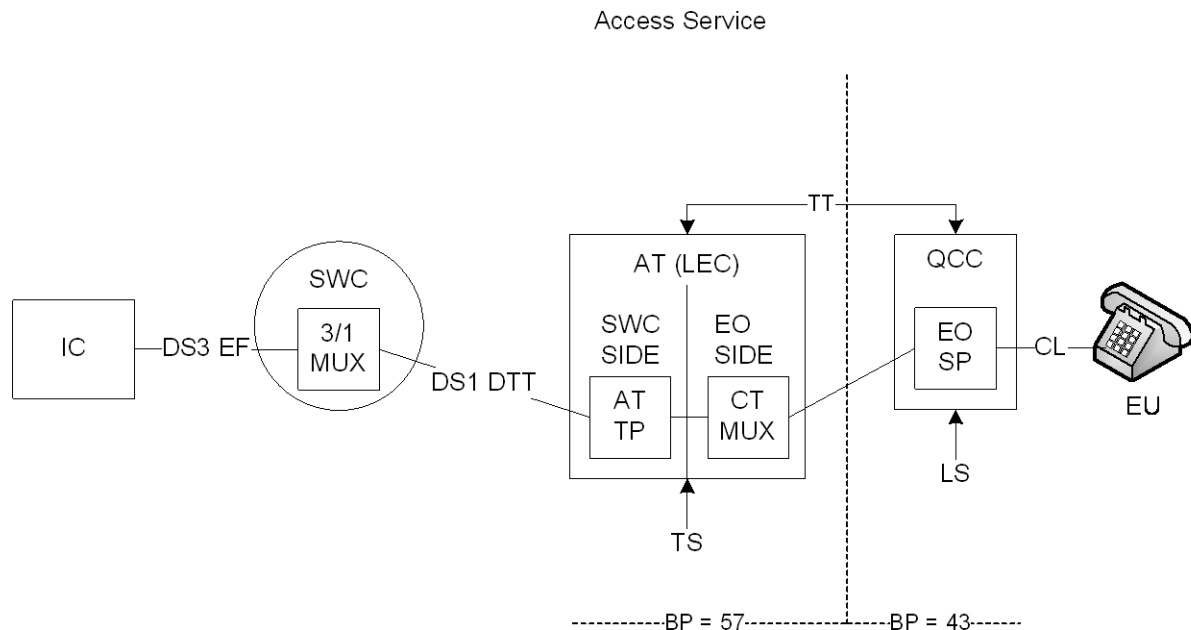 Access Service
TT
AT (LEC)
QCC
SWC
SWC
SIDE
EO
SIDE
3/1
MUX
EO
SP
IC
DS3 EF
CL
DS1 DTT
AT
TP
CT
MUX
EU
LS
TS
BP = 57
BP = 43